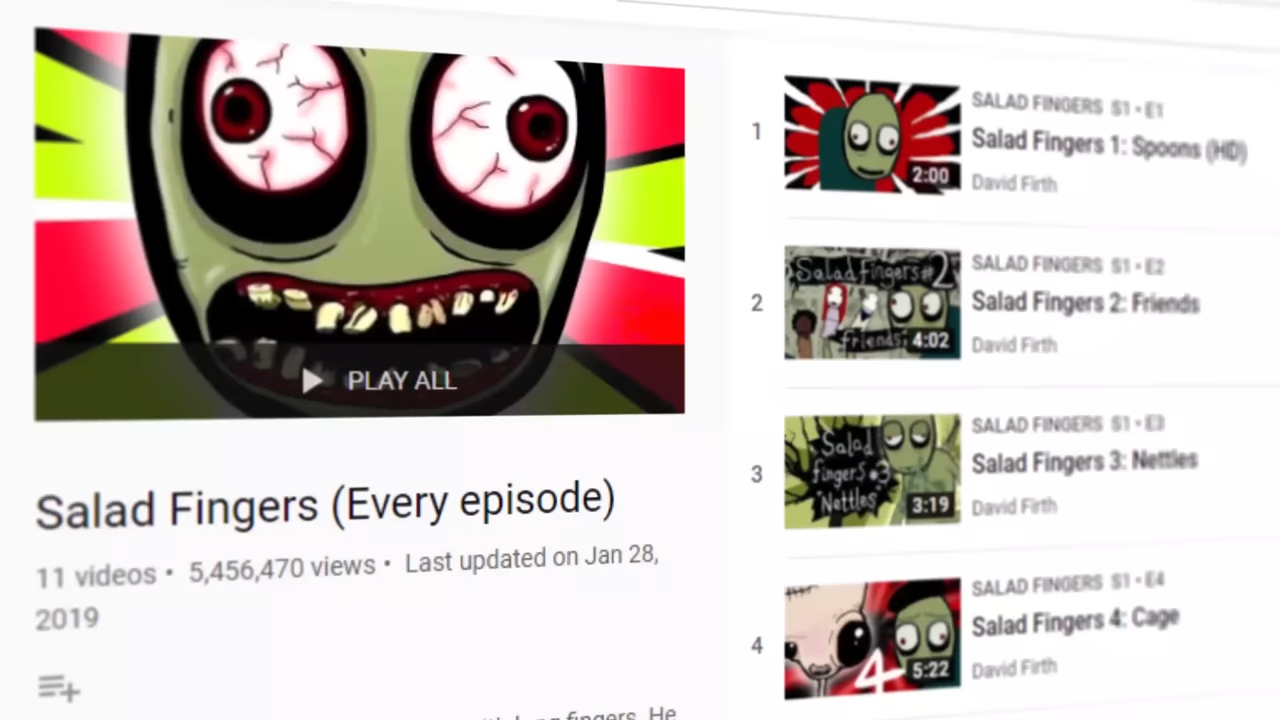 PLAY ALL
Salad Fingers (Every episode)
11 videos • 5,456,470 views • Last updated on Jan 28,
2019
fingers. He
1
2:00
SALAD FINGERS S1 • E1
Salad Fingers 1: Spoons (HD)
David Firth
2
Salad Fingers #2
friends
4:02
SALAD FINGERS S1 • E2
Salad Fingers 2: Friends
David Firth
3
Salad
fingers #3
Nettles
3:19
SALAD FINGERS S1 • E3
Salad Fingers 3: Nettles
David Firth
4
4
5:22
SALAD FINGERS S1 • E4
Salad Fingers 4: Cage
David Firth